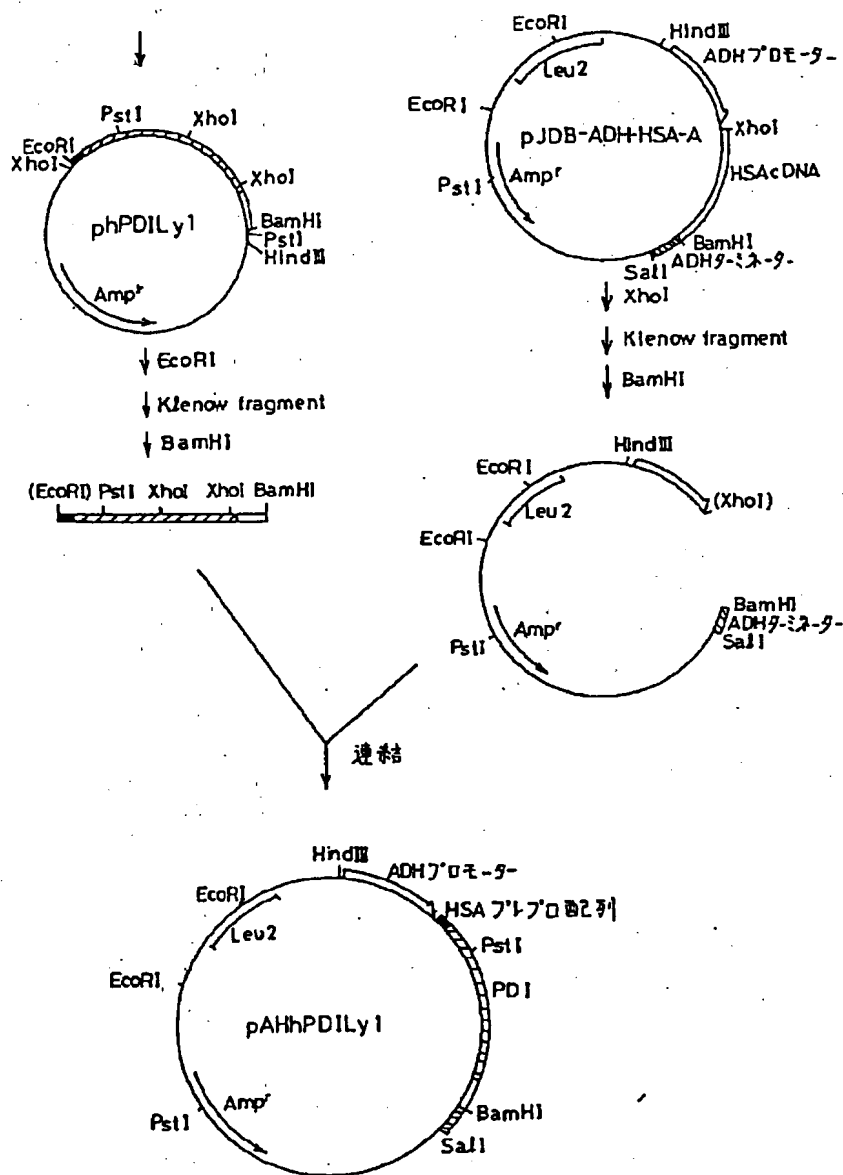 PstI
XhoI
EcoRI
XhoI
XhoI
phPDILy1
BamHI
PstI
HindⅢ
Ampʳ
EcoRI
Klenow fragment
BamHI
(EcoRI) PstI XhoI XhoI BamHI
EcoRI
HindⅢ
ADHプロモーター
Leu2
EcoRI
pJDB-ADH-HSA-A
XhoI
PstI
Ampʳ
HSAcDNA
BamHI
ADHターミネーター
SalI
XhoI
Klenow fragment
BamHI
HindⅢ
EcoRI
Leu2
(XhoI)
EcoRI
BamHI
ADHターミネーター
SalI
Ampʳ
PstI
連結
HindⅢ
ADHプロモーター
EcoRI
HSAプレプロ配列
Leu2
PstI
EcoRI
PDI
pAHhPDILy1
Ampʳ
PstI
BamHI
SalI